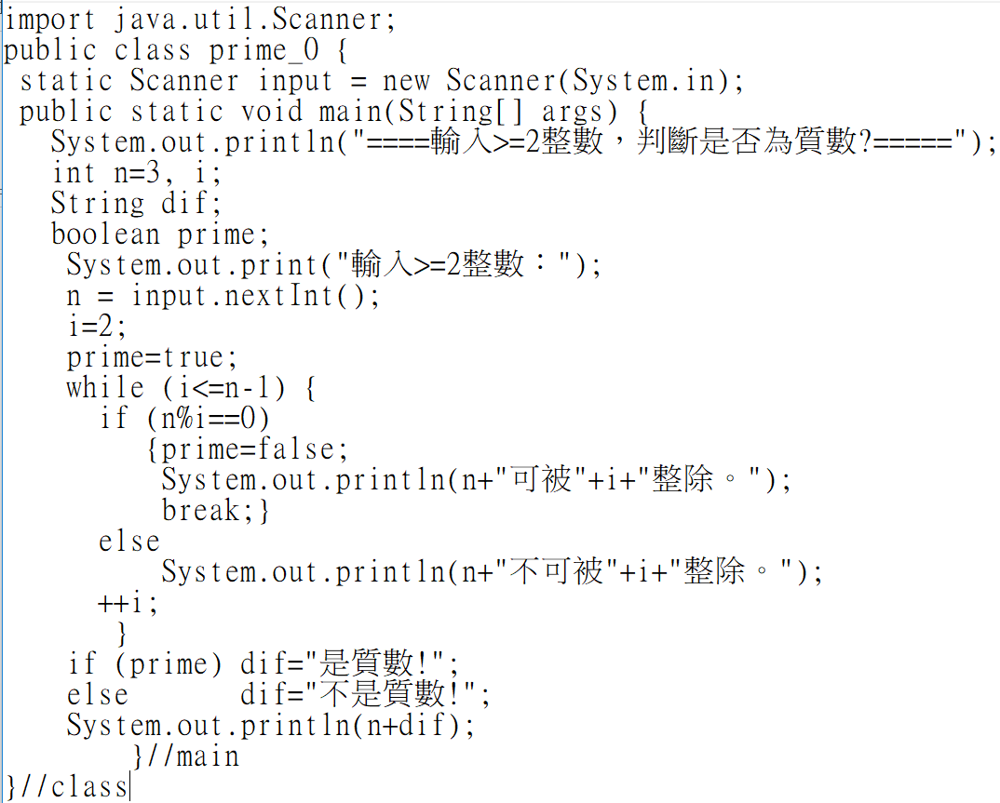 import java.util.Scanner;
public class prime_0 {
static Scanner input = new Scanner(System.in);
public static void main(String[] args) {
System.out.println("====輸入>=2整數，判斷是否為質數?=====");
int n=3, i;
String dif;
boolean prime;
System.out.print("輸入>=2整數：");
n = input.nextInt();
i=2;
prime=true;
while (i<=n-1) {
if (n%i==0)
{prime=false;
System.out.println(n+"可被"+i+"整除。");
break;}
else
System.out.println(n+"不可被"+i+"整除。");
++i;
}
if (prime) dif="是質數!";
else dif="不是質數!";
System.out.println(n+dif);
}//main
}//class